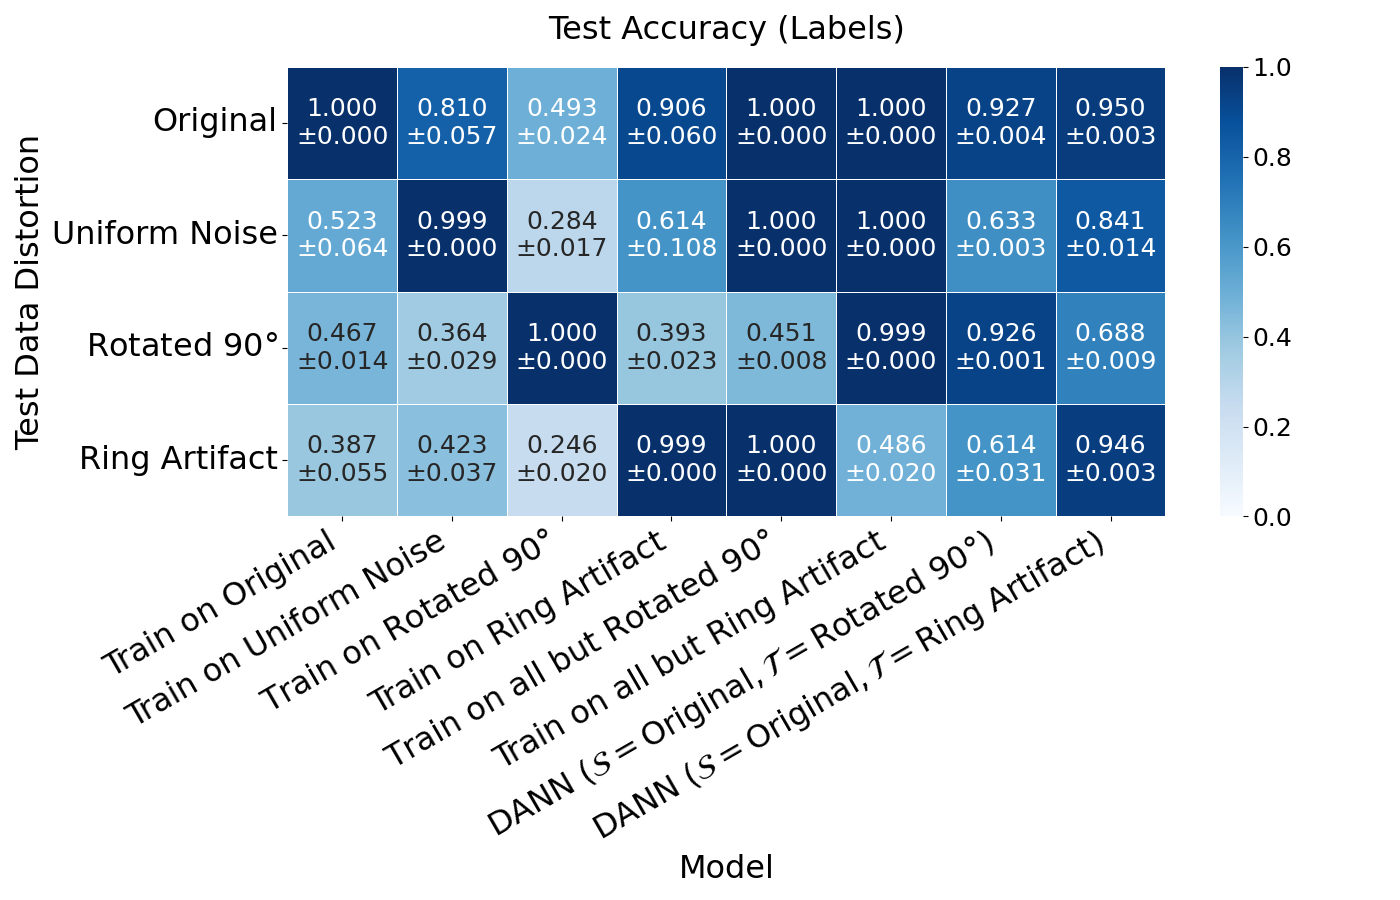 Test Accuracy (Labels)
Test Data Distortion
Original
1.000 0.810 0.493 0.906 1.000 1.000 0.927 0.950
±0.000 ±0.057 ±0.024 ±0.060 ±0.000 ±0.000 ±0.004 ±0.003
Uniform Noise
0.523 0.999 0.284 0.614 1.000 1.000 0.633 0.841
±0.064 ±0.000 ±0.017 ±0.108 ±0.000 ±0.000 ±0.003 ±0.014
Rotated 90°
0.467 0.364 1.000 0.393 0.451 0.999 0.926 0.688
±0.014 ±0.029 ±0.000 ±0.023 ±0.008 ±0.000 ±0.001 ±0.009
Ring Artifact
0.387 0.423 0.246 0.999 1.000 0.486 0.614 0.946
±0.055 ±0.037 ±0.020 ±0.000 ±0.000 ±0.020 ±0.031 ±0.003
Train on Original
Train on Uniform Noise
Train on Rotated 90°
Train on Ring Artifact
Train on all but Rotated 90°
Train on all but Ring Artifact
DANN (𝒮 = Original, 𝒯 = Rotated 90°)
DANN (𝒮 = Original, 𝒯 = Ring Artifact)
Model
1.0
0.8
0.6
0.4
0.2
0.0